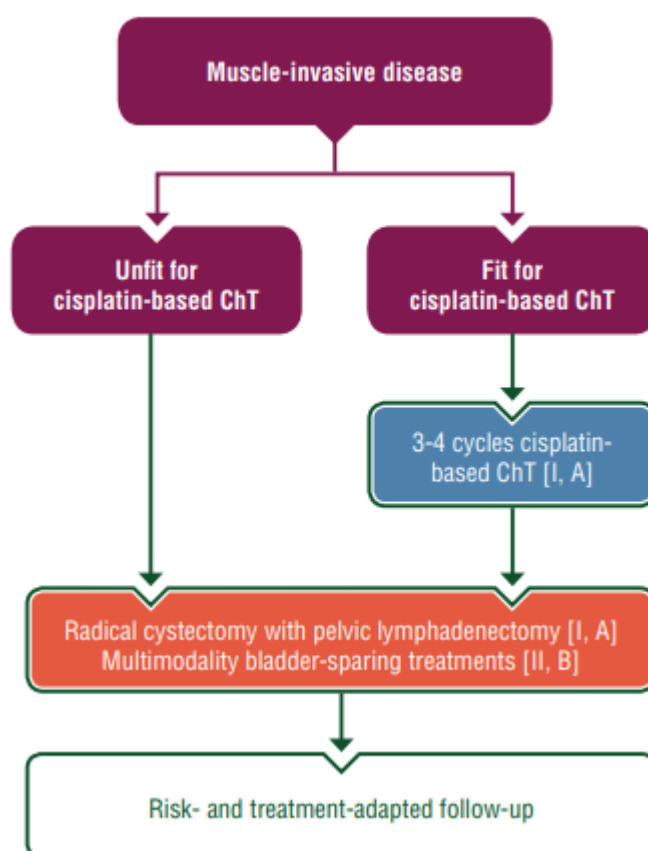 Muscle-invasive disease
Unfit for
cisplatin-based ChT
Fit for
cisplatin-based ChT
3-4 cycles cisplatin-
based ChT [I, A]
Radical cystectomy with pelvic lymphadenectomy [I, A]
Multimodality bladder-sparing treatments [II, B]
Risk- and treatment-adapted follow-up